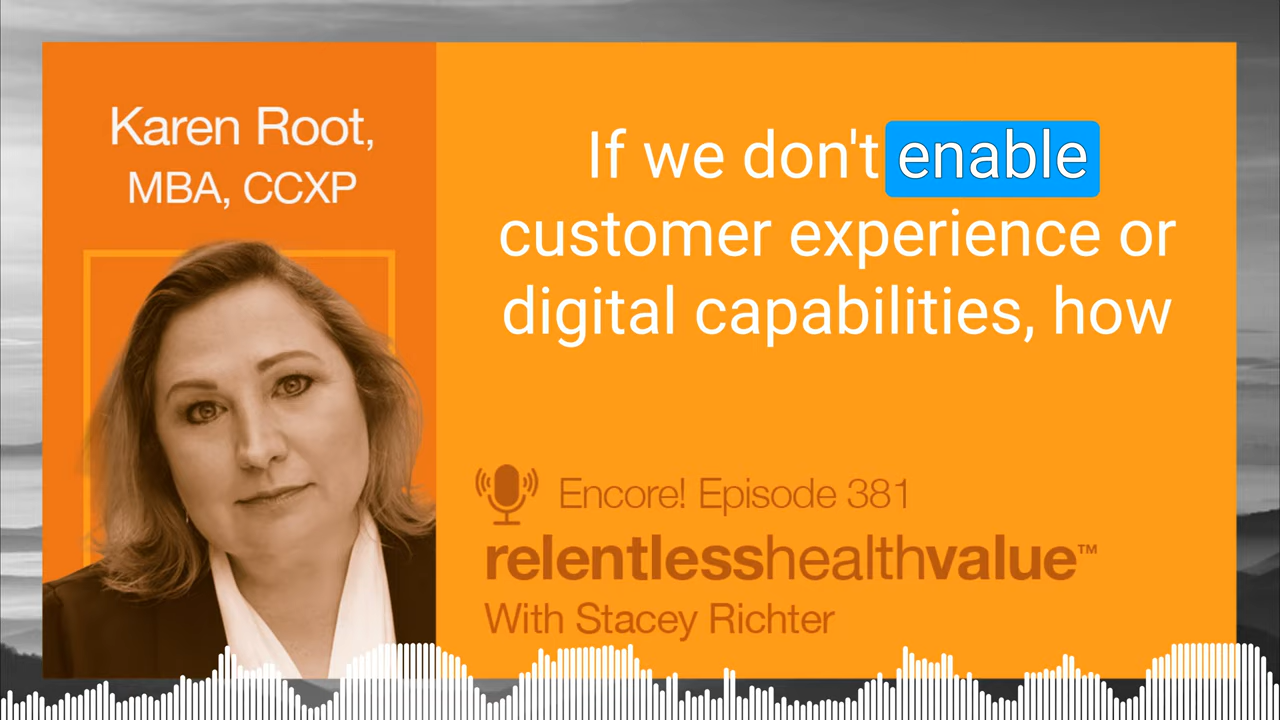 Karen Root,
MBA, CCXP
If we don't enable
customer experience or
digital capabilities, how
Encore! Episode 381
relentlesshealthvalue™
With Stacey Richter